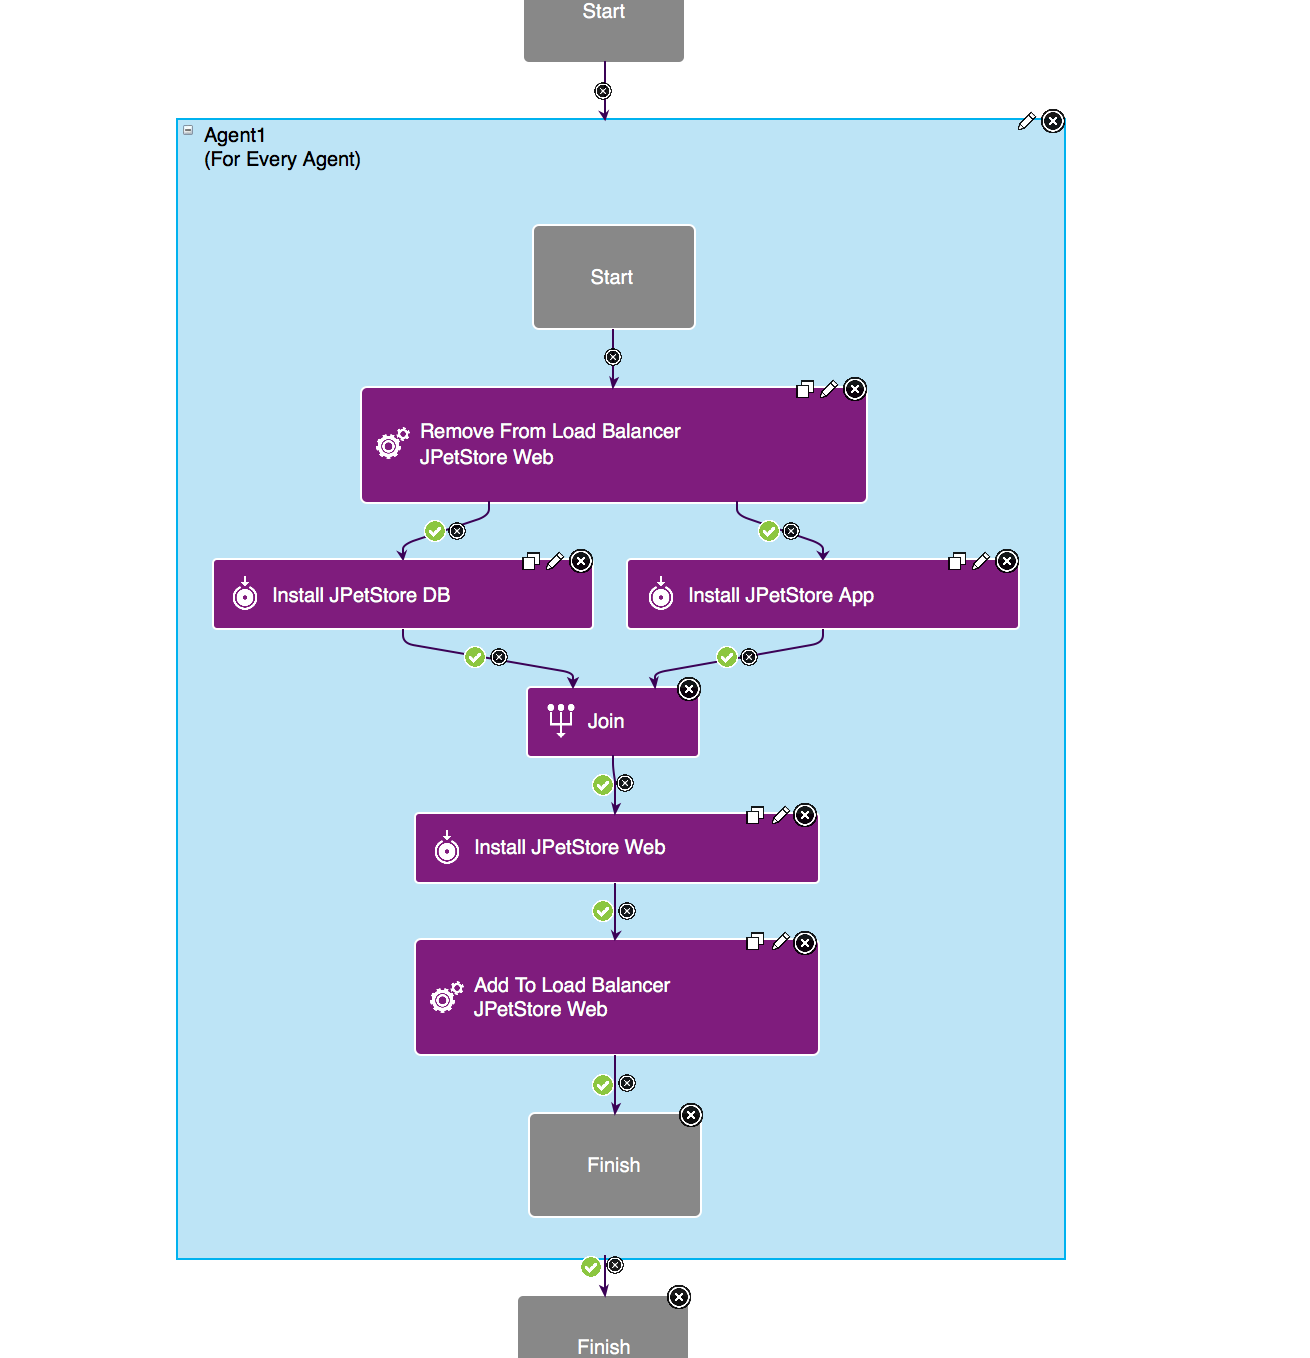 Start
Agent1
(For Every Agent)
Start
Remove From Load Balancer
JPetStore Web
Install JPetStore DB
Install JPetStore App
Join
Install JPetStore Web
Add To Load Balancer
JPetStore Web
Finish
Finish